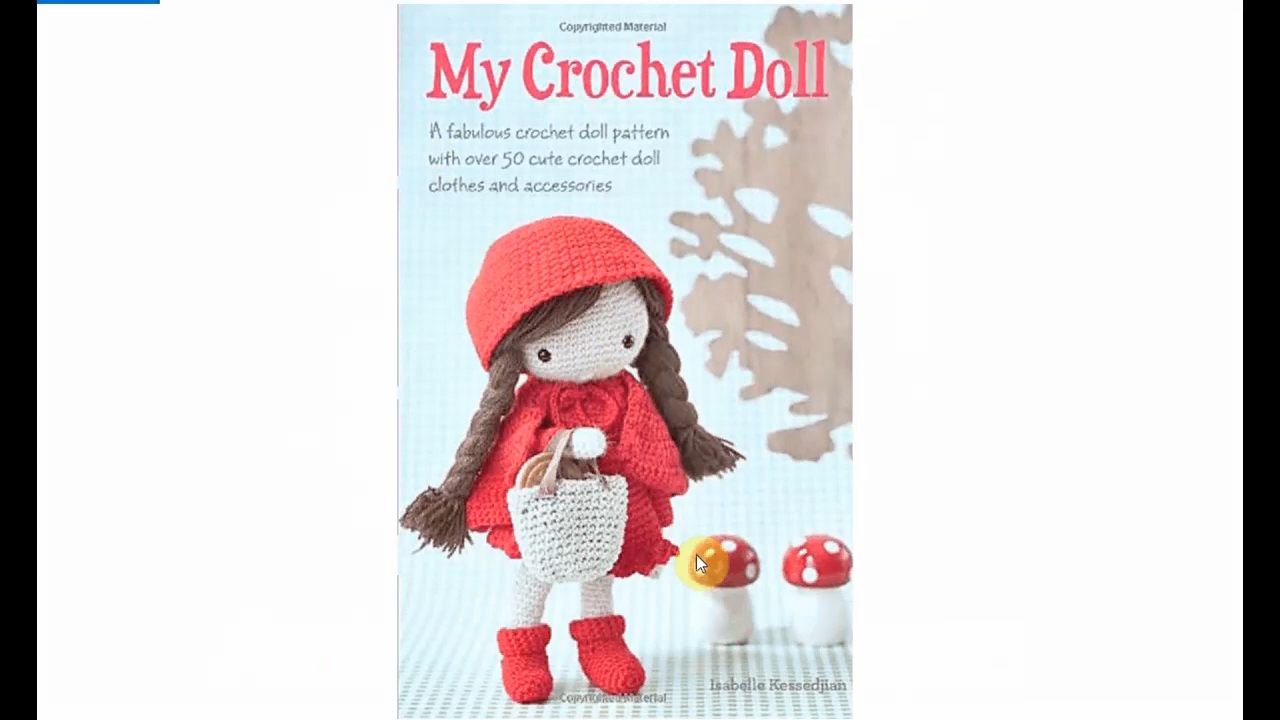 Copyrighted Material
My Crochet Doll
A fabulous crochet doll pattern
with over 50 cute crochet doll
clothes and accessories
Isabelle Kessedjian
Copyrighted Material